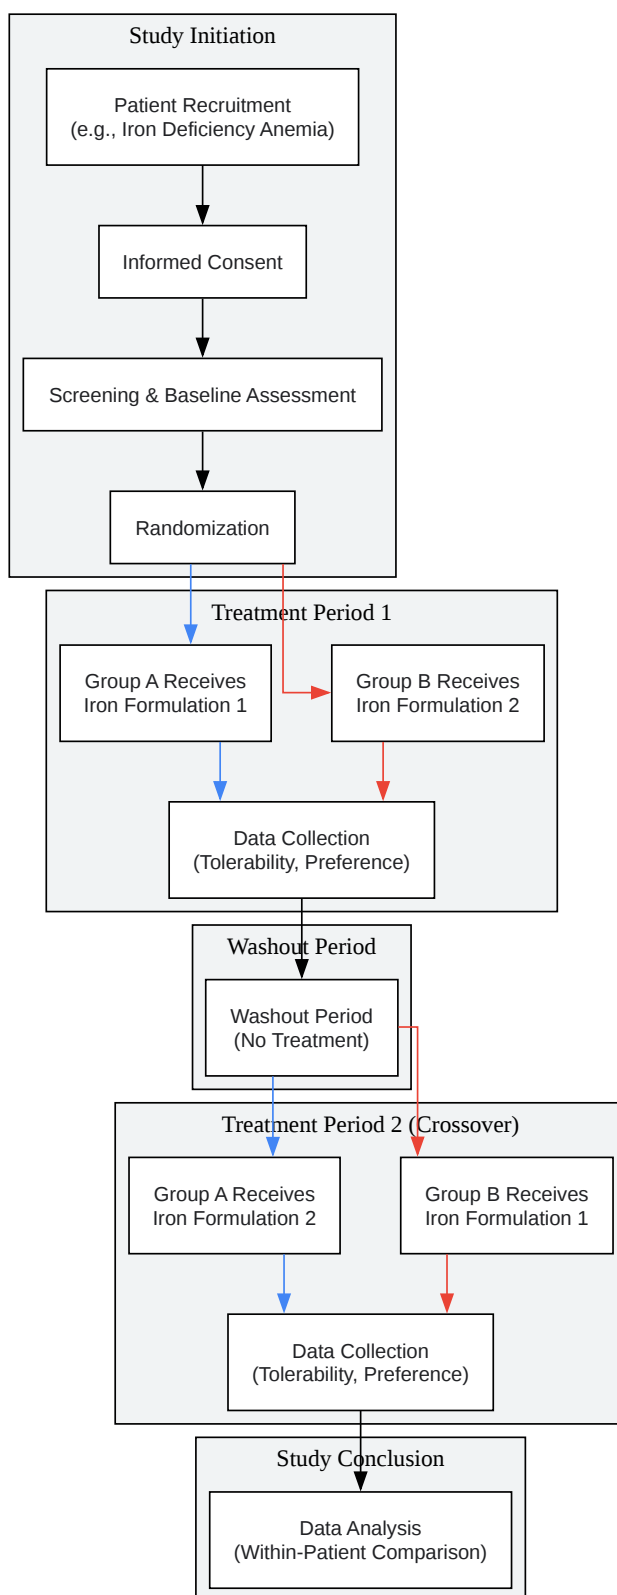 Study Initiation
Patient Recruitment
(e.g., Iron Deficiency Anemia)
Informed Consent
Screening & Baseline Assessment
Randomization
Treatment Period 1
Group A Receives
Iron Formulation 1
Group B Receives
Iron Formulation 2
Data Collection
(Tolerability, Preference)
Washout Period
Washout Period
(No Treatment)
Treatment Period 2 (Crossover)
Group A Receives
Iron Formulation 2
Group B Receives
Iron Formulation 1
Data Collection
(Tolerability, Preference)
Study Conclusion
Data Analysis
(Within-Patient Comparison)